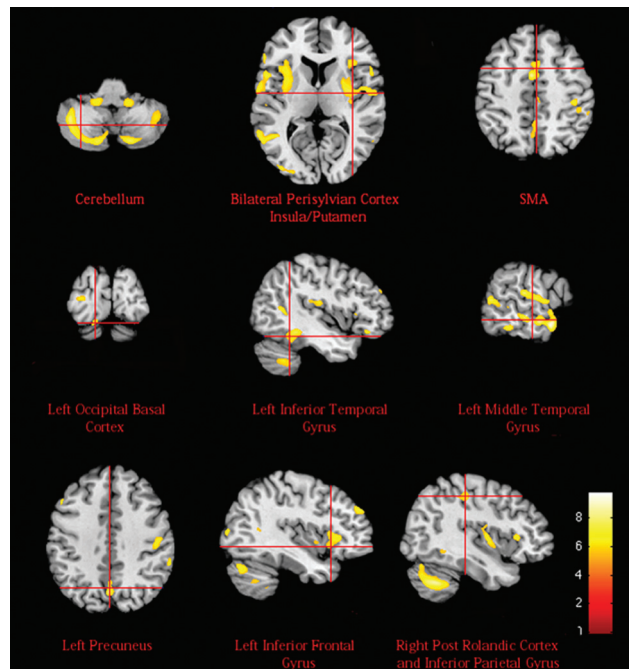 Cerebellum
Bilateral Perisylvian Cortex
Insula/Putamen
SMA
Left Occipital Basal
Cortex
Left Inferior Temporal
Gyrus
Left Middle Temporal
Gyrus
8
6
4
2
1
Left Precuneus
Left Inferior Frontal
Gyrus
Right Post Rolandic Cortex
and Inferior Parietal Gyrus